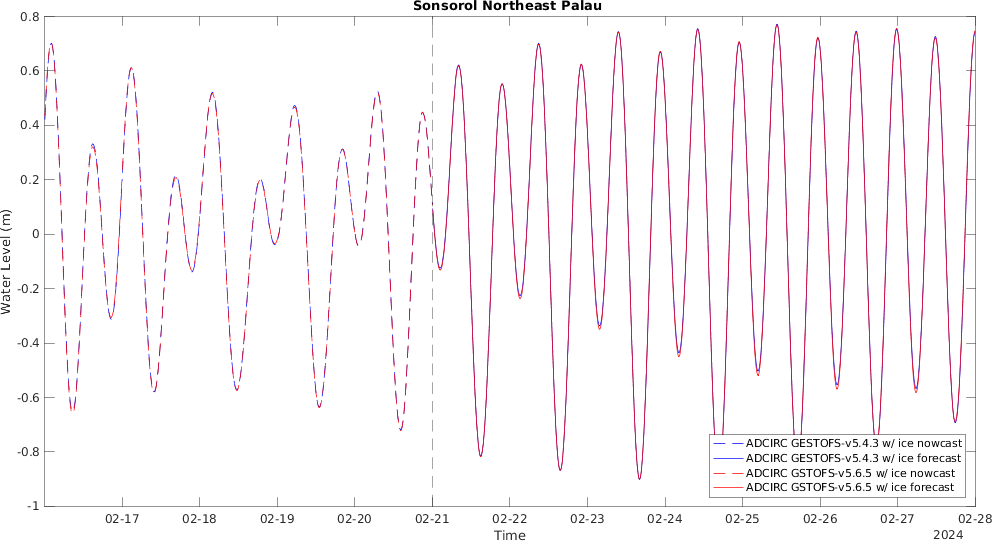 Sonsorol Northeast Palau
0.8
0.6
0.4
0.2
0
-0.2
-0.4
-0.6
-0.8
-1
Water Level (m)
ADCIRC GESTOFS-v5.4.3 w/ ice nowcast
ADCIRC GESTOFS-v5.4.3 w/ ice forecast
ADCIRC GSTOFS-v5.6.5 w/ ice nowcast
ADCIRC GSTOFS-v5.6.5 w/ ice forecast
02-17 02-18 02-19 02-20 02-21 02-22 02-23 02-24 02-25 02-26 02-27 02-28
Time
2024